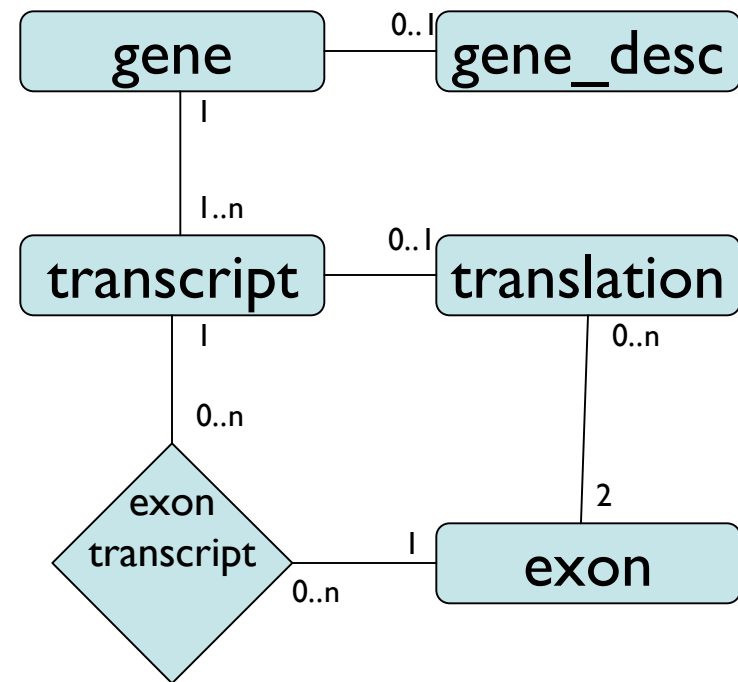 gene
0..1
gene_desc
1
1..n
transcript
0..1
translation
1
0..n
0..n
2
exon
transcript
1
0..n
exon